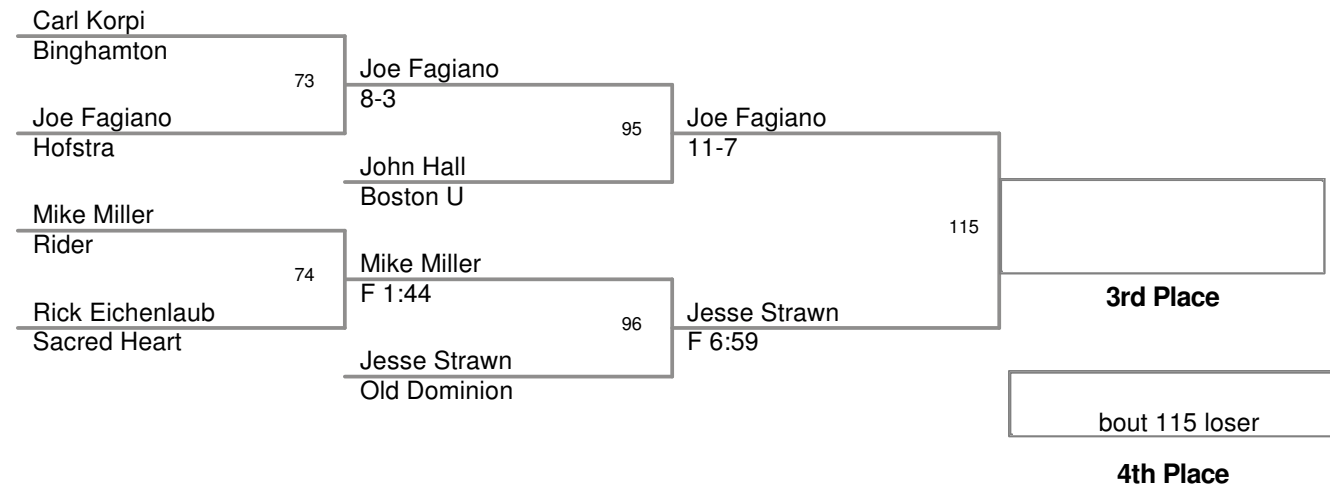 Carl Korpi
Binghamton
73
Joe Fagiano
8-3
Joe Fagiano
Hofstra
95
Joe Fagiano
11-7
John Hall
Boston U
Mike Miller
Rider
115
74
Mike Miller
F 1:44
3rd Place
Rick Eichenlaub
Sacred Heart
96
Jesse Strawn
F 6:59
Jesse Strawn
Old Dominion
bout 115 loser
4th Place